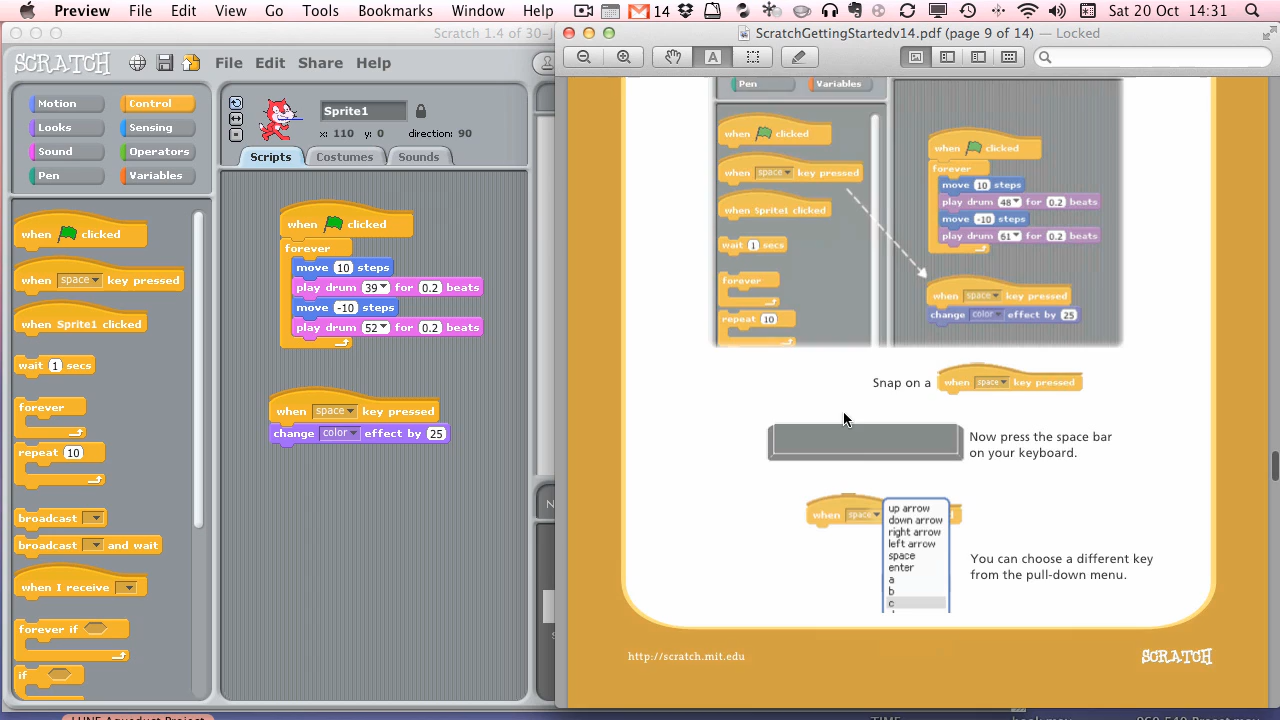 Preview File Edit View Go Tools Bookmarks Window Help 14 Sat 20 Oct 14:31
Scratch 1.4 of 30-J
ScratchGettingStartedv14.pdf (page 9 of 14) — Locked
SCRATCH File Edit Share Help
Motion Control
Looks Sensing
Sound Operators
Pen Variables
Sprite1
x: 110 y: 0 direction: 90
Scripts Costumes Sounds
when clicked
when space key pressed
when Sprite1 clicked
wait 1 secs
forever
repeat 10
broadcast
broadcast and wait
when I receive
forever if
if
when clicked
forever
move 10 steps
play drum 39 for 0.2 beats
move -10 steps
play drum 52 for 0.2 beats
when space key pressed
change color effect by 25
N
Pen Variables
when clicked
when space key pressed
when Sprite1 clicked
wait 1 secs
forever
repeat 10
when clicked
forever
move 10 steps
play drum 48 for 0.2 beats
move -10 steps
play drum 61 for 0.2 beats
when space key pressed
change color effect by 25
Snap on a when space key pressed
Now press the space bar
on your keyboard.
when space
up arrow
down arrow
right arrow
left arrow
space
enter
a
b
c
You can choose a different key
from the pull-down menu.
http://scratch.mit.edu
SCRATCH